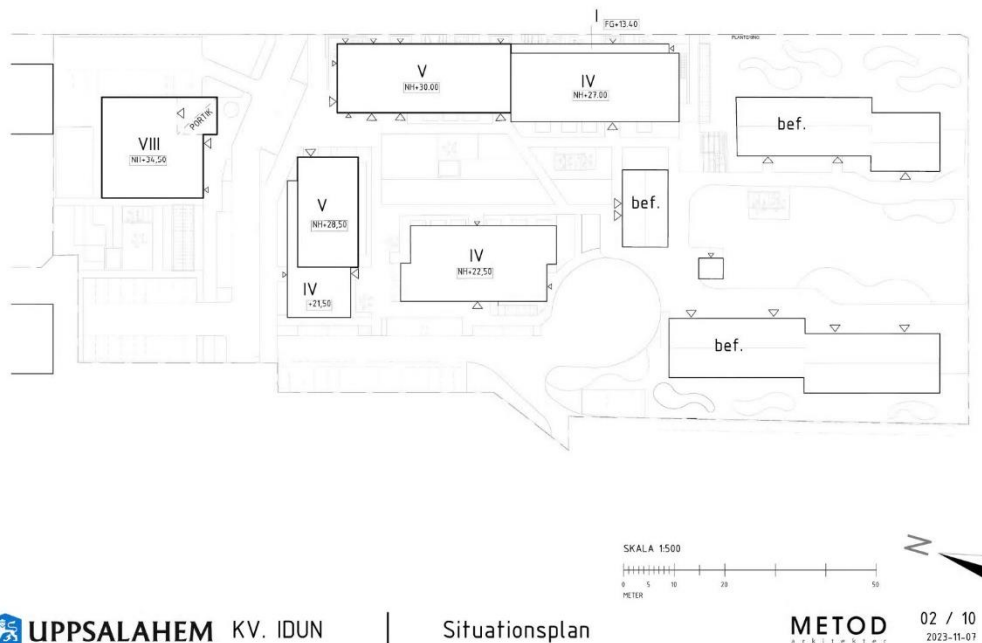 I
FG+13.40
PLANTERING
V
NH+30.00
IV
NH+27.00
bef.
PORTIK
VIII
NH+34,50
V
NH+28,50
bef.
IV
NH+22,50
IV
+21,50
bef.
SKALA 1:500
0 5 10 20 50
METER
N
UPPSALAHEM KV. IDUN
Situationsplan
METOD
arkitekter
02 / 10
2023-11-07